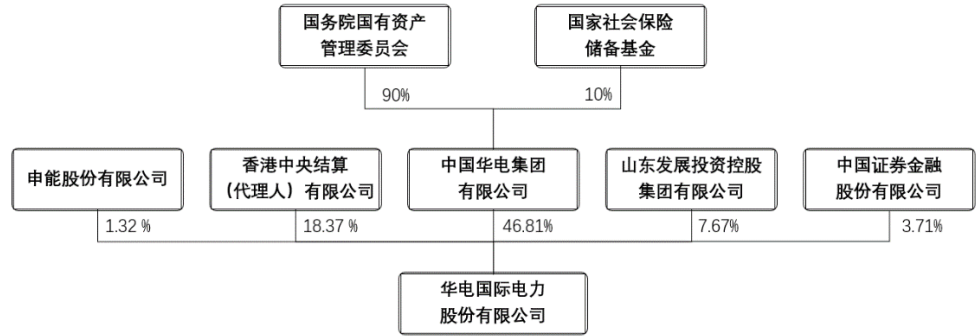 国务院国有资产
管理委员会
国家社会保险
储备基金
90%
10%
申能股份有限公司
香港中央结算
（代理人）有限公司
中国华电集团
有限公司
山东发展投资控股
集团有限公司
中国证券金融
股份有限公司
1.32 %
18.37 %
46.81%
7.67%
3.71%
华电国际电力
股份有限公司